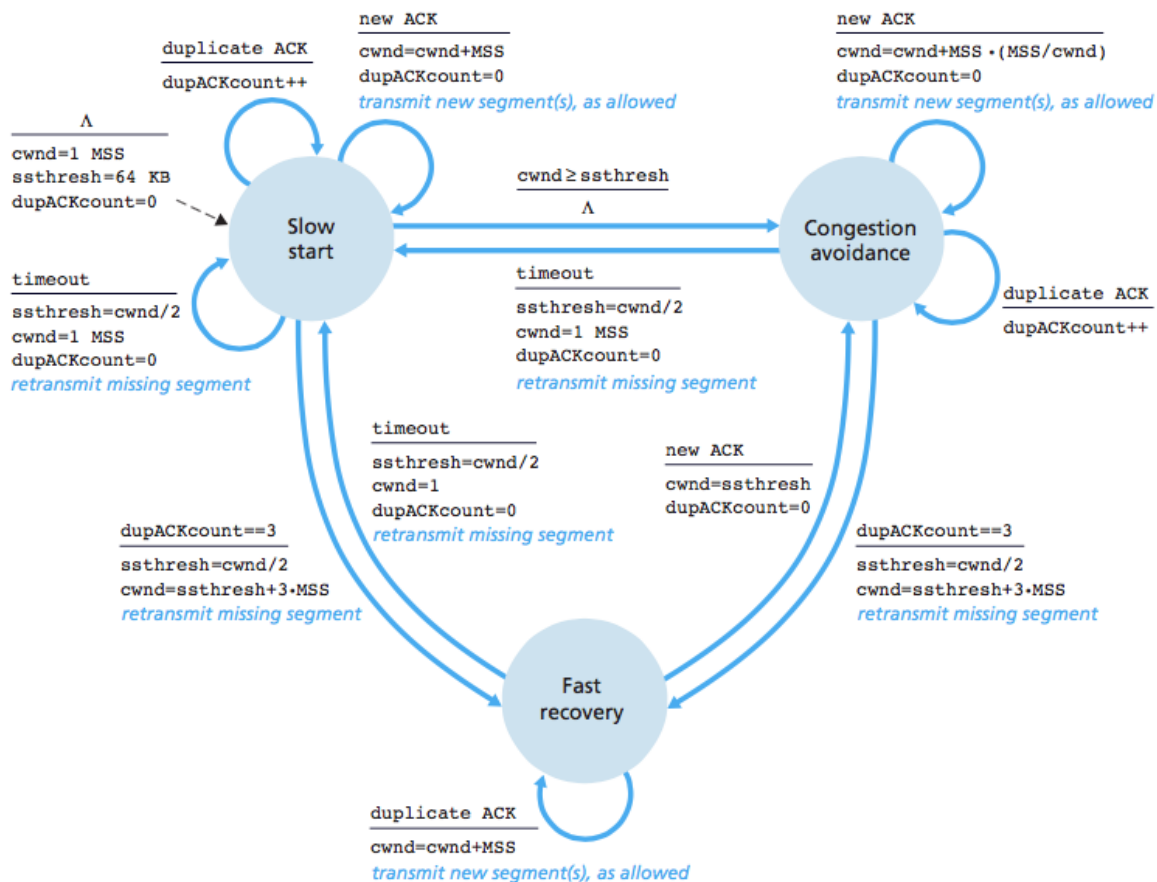 new ACK
cwnd=cwnd+MSS
dupACKcount=0
transmit new segment(s), as allowed
duplicate ACK
dupACKcount++
Λ
cwnd=1 MSS
ssthresh=64 KB
dupACKcount=0
new ACK
cwnd=cwnd+MSS •(MSS/cwnd)
dupACKcount=0
transmit new segment(s), as allowed
cwnd≥ssthresh
Λ
Slow
start
Congestion
avoidance
timeout
ssthresh=cwnd/2
cwnd=1 MSS
dupACKcount=0
retransmit missing segment
timeout
ssthresh=cwnd/2
cwnd=1 MSS
dupACKcount=0
retransmit missing segment
duplicate ACK
dupACKcount++
timeout
ssthresh=cwnd/2
cwnd=1
dupACKcount=0
retransmit missing segment
new ACK
cwnd=ssthresh
dupACKcount=0
dupACKcount==3
ssthresh=cwnd/2
cwnd=ssthresh+3•MSS
retransmit missing segment
dupACKcount==3
ssthresh=cwnd/2
cwnd=ssthresh+3•MSS
retransmit missing segment
Fast
recovery
duplicate ACK
cwnd=cwnd+MSS
transmit new segment(s), as allowed